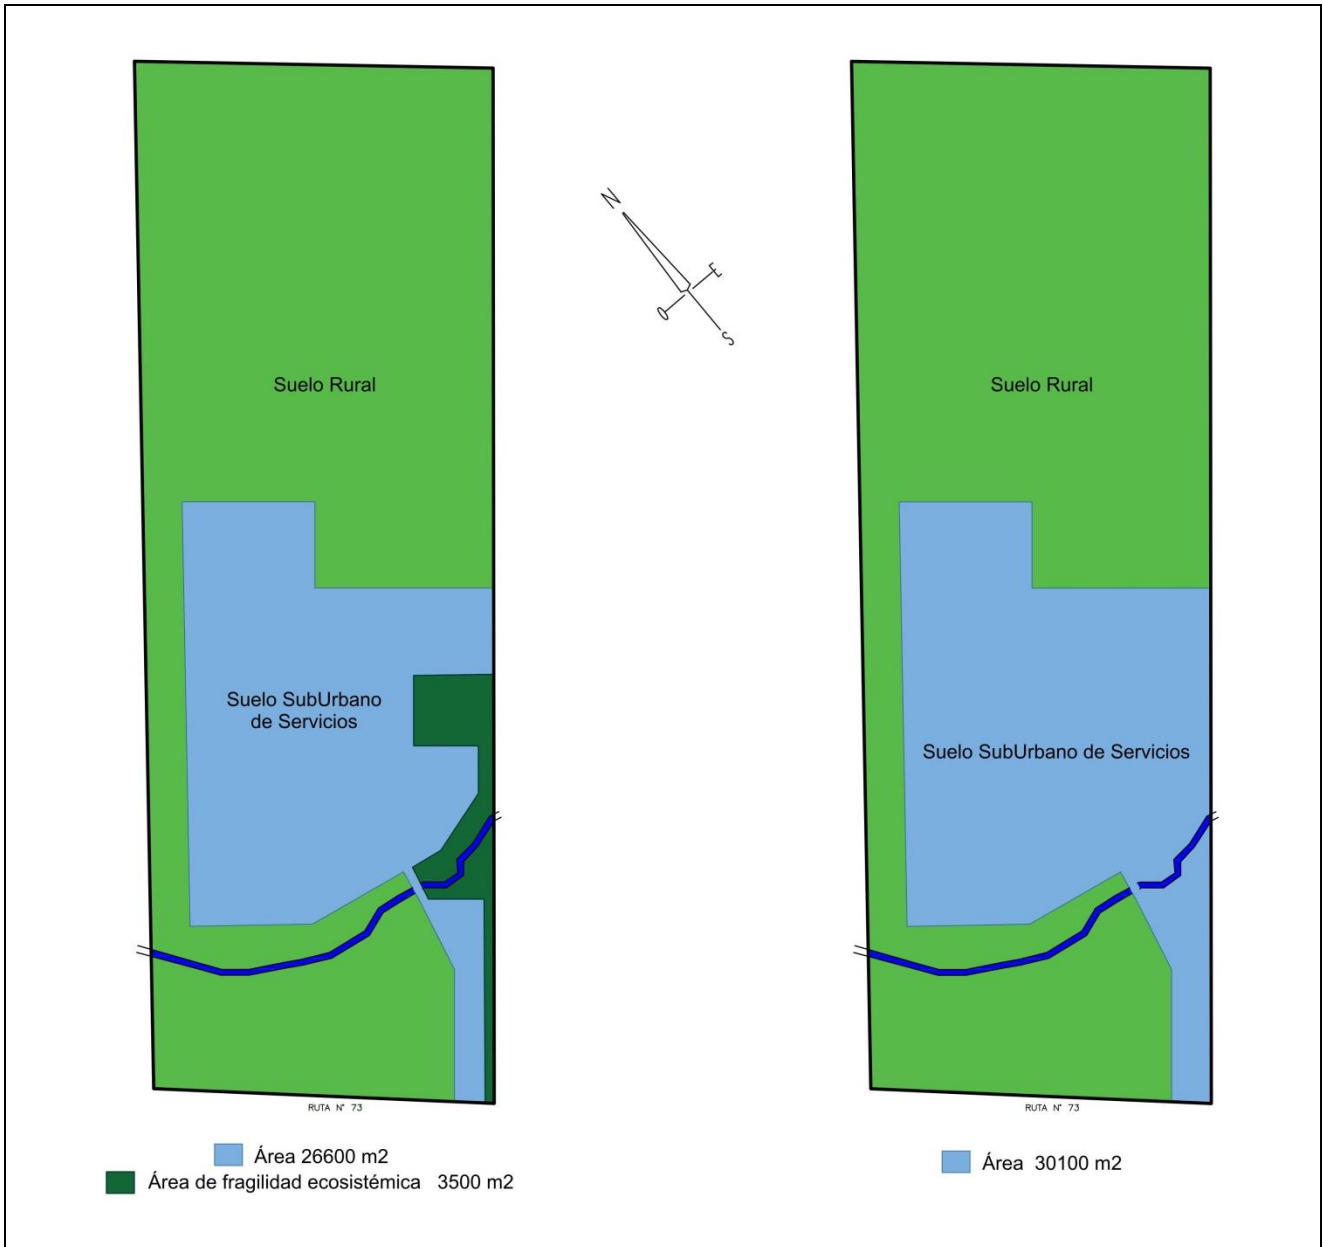 N
E
O
S
Suelo Rural
Suelo SubUrbano
de Servicios
RUTA N° 73
Área 26600 m2
Área de fragilidad ecosistémica 3500 m2
Suelo Rural
Suelo SubUrbano de Servicios
RUTA N° 73
Área 30100 m2